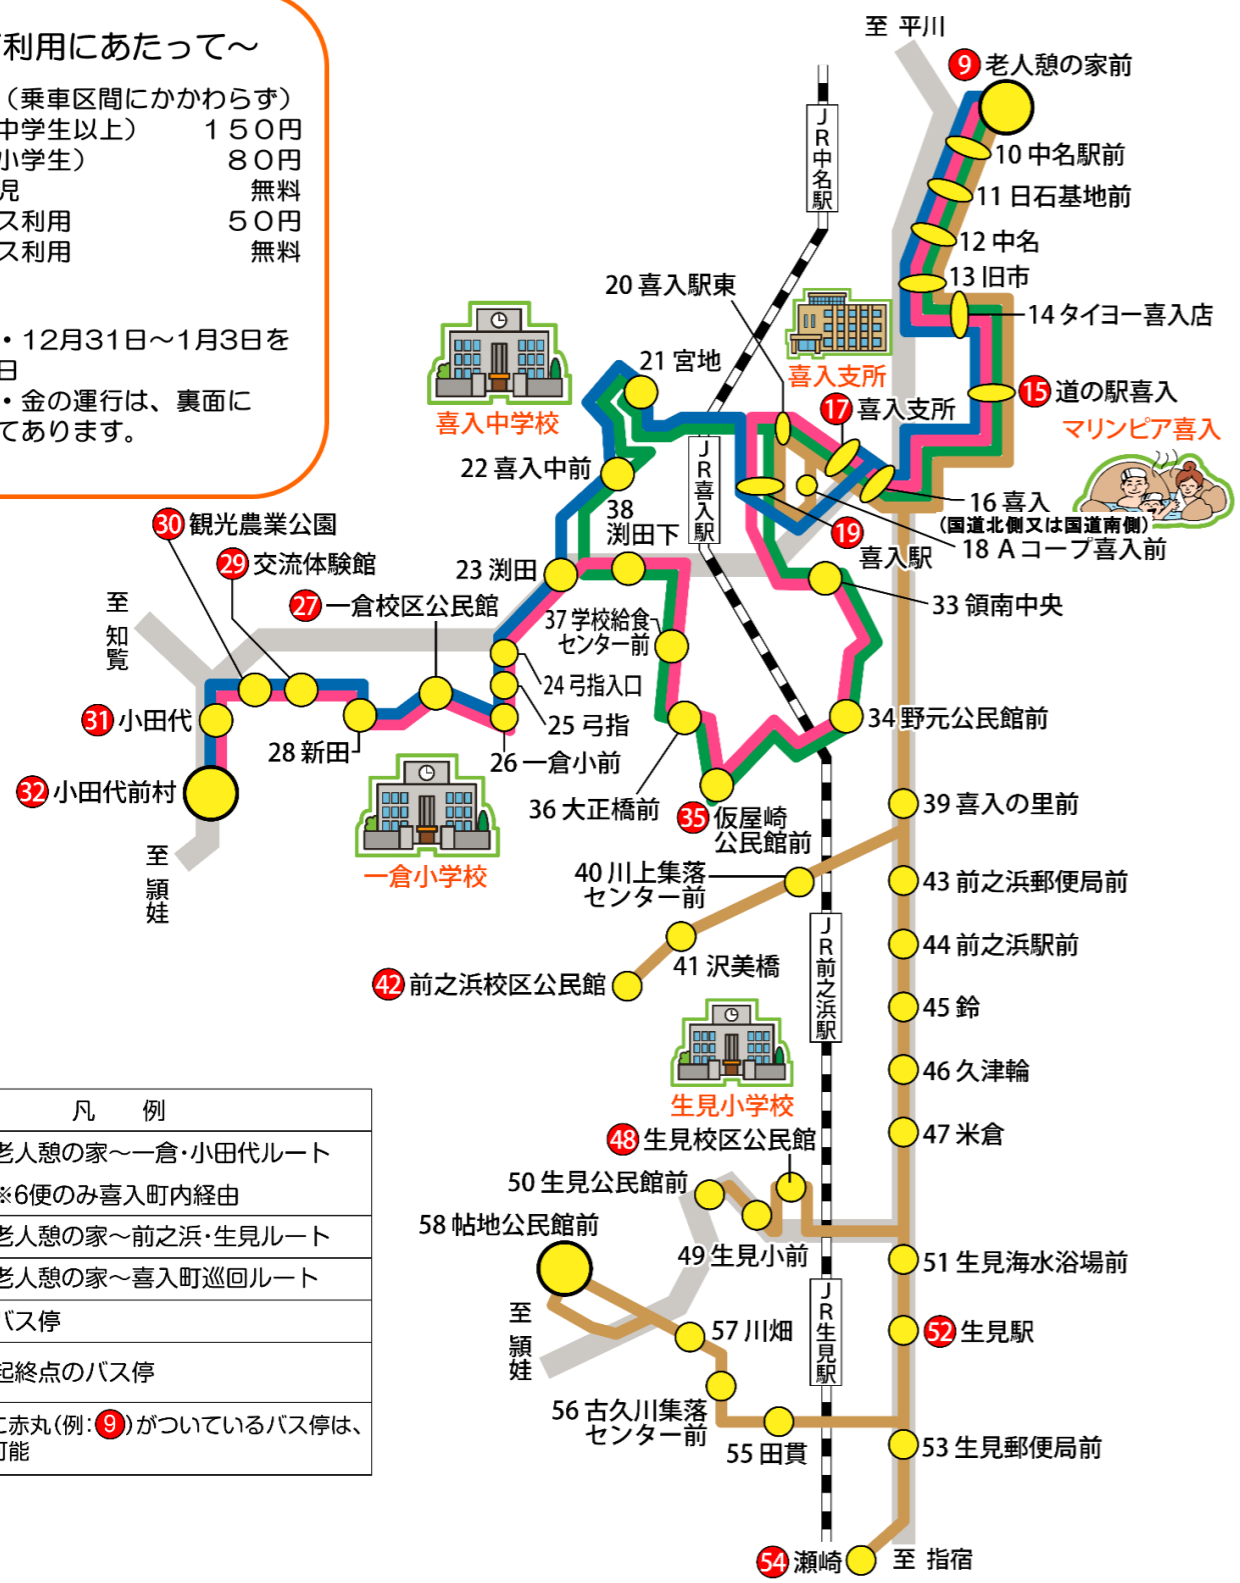 利用にあたって～
（乗車区間にかかわらず）
中学生以上） １５０円
小学生） ８０円
児 無料
ス利用 ５０円
ス利用 無料
・12月31日～1月3日を
日
・金の運行は、裏面に
てあります。
至 平川
9 老人憩の家前
10 中名駅前
11 日石基地前
12 中名
13 旧市
14 タイヨー喜入店
15 道の駅喜入
マリンピア喜入
16 喜入
(国道北側又は国道南側)
17 喜入支所
喜入支所
18 Aコープ喜入前
19 喜入駅
20 喜入駅東
21 宮地
喜入中学校
22 喜入中前
38
渕田下
23 渕田
JR中名駅
JR喜入駅
30 観光農業公園
29 交流体験館
27 一倉校区公民館
至 知覧
24 弓指入口
25 弓指
26 一倉小前
28 新田
31 小田代
32 小田代前村
至 頴娃
一倉小学校
37 学校給食
センター前
36 大正橋前
35 仮屋崎
公民館前
33 領南中央
34 野元公民館前
39 喜入の里前
40 川上集落
センター前
41 沢美橋
42 前之浜校区公民館
43 前之浜郵便局前
44 前之浜駅前
45 鈴
46 久津輪
47 米倉
JR前之浜駅
生見小学校
48 生見校区公民館
50 生見公民館前
49 生見小前
58 帖地公民館前
至 頴娃
57 川畑
56 古久川集落
センター前
55 田貫
JR生見駅
51 生見海水浴場前
52 生見駅
53 生見郵便局前
54 瀬崎
至 指宿
凡 例
老人憩の家～一倉・小田代ルート
※6便のみ喜入町内経由
老人憩の家～前之浜・生見ルート
老人憩の家～喜入町巡回ルート
バス停
起終点のバス停
に赤丸(例:9)がついているバス停は、
可能